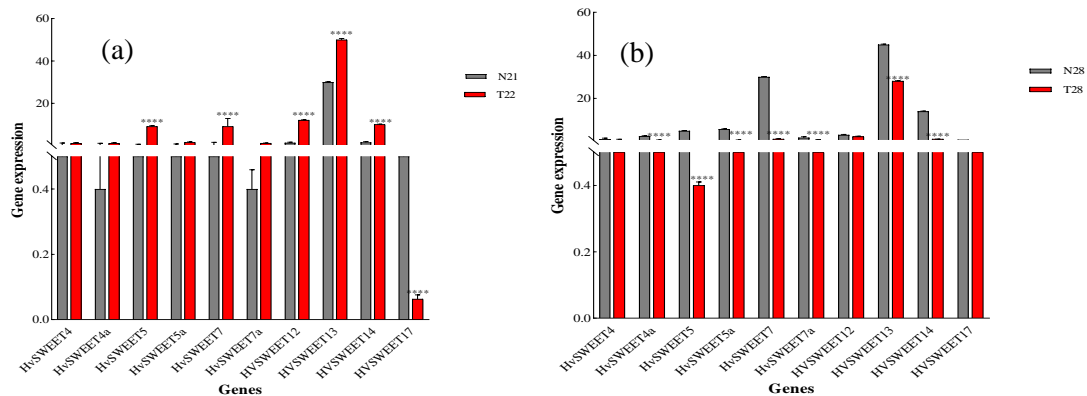 (a)
Gene expression
60
40
20
0.4
0.2
0.0
****
****
****
****
****
****
N21
T22
HvSWEET4
HvSWEET4a
HvSWEET5
HvSWEET5a
HvSWEET7
HvSWEET7a
HVSWEET12
HVSWEET13
HVSWEET14
HVSWEET17
Genes
(b)
Gene expression
60
40
20
0.4
0.2
0.0
****
****
****
****
****
****
****
N28
T28
HvSWEET4
HvSWEET4a
HvSWEET5
HvSWEET5a
HvSWEET7
HvSWEET7a
HVSWEET12
HVSWEET13
HVSWEET14
HVSWEET17
Genes